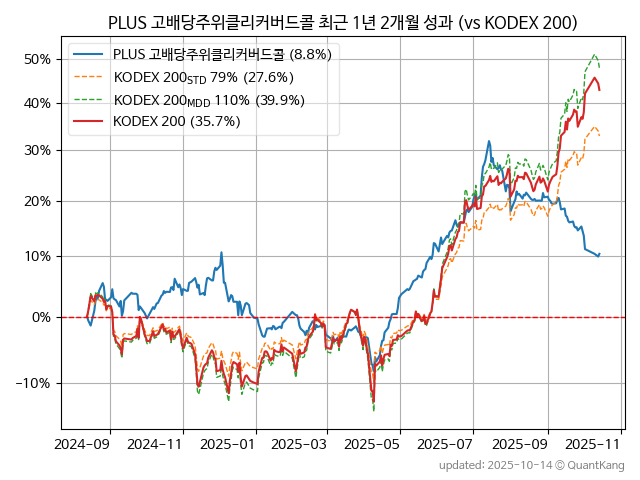 PLUS 고배당주위클리커버드콜 최근 1년 2개월 성과 (vs KODEX 200)
PLUS 고배당주위클리커버드콜 (8.8%)
KODEX 200STD 79% (27.6%)
KODEX 200MDD 110% (39.9%)
KODEX 200 (35.7%)
50%
40%
30%
20%
10%
0%
−10%
2024-09 2024-11 2025-01 2025-03 2025-05 2025-07 2025-09 2025-11
updated: 2025-10-14 © QuantKang